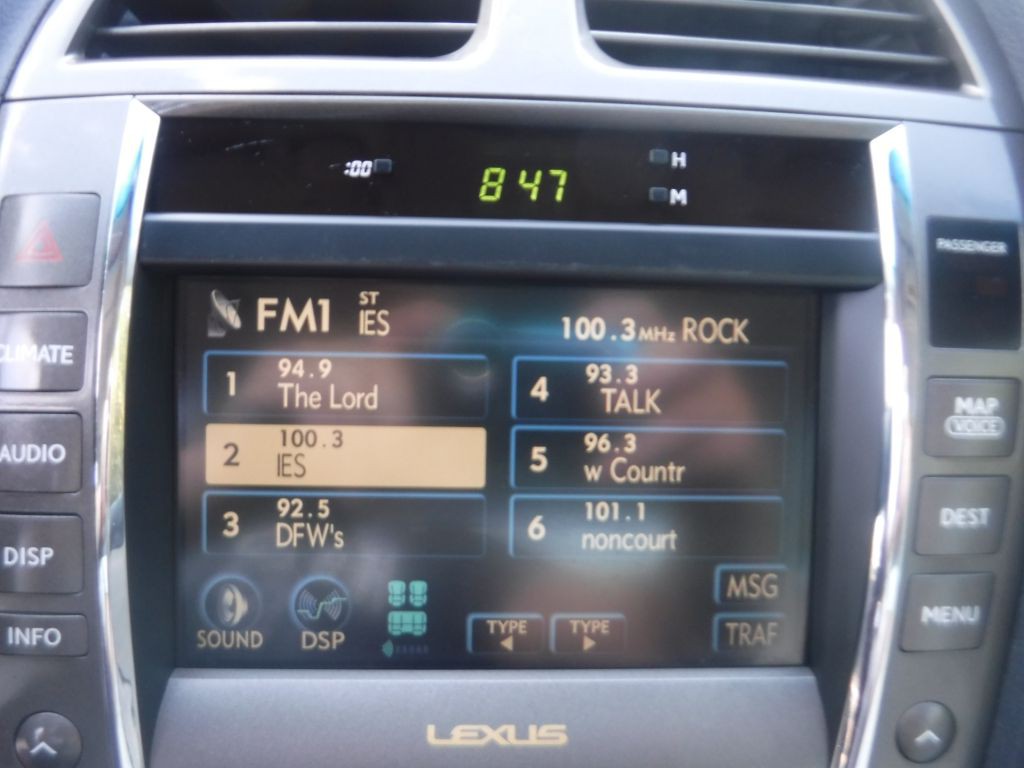 :00 8 47 H
M
PASSENGER
CLIMATE
AUDIO
DISP
INFO
FM1 ST IES 100.3 MHz ROCK
1 94.9 The Lord
2 100.3 IES
3 92.5 DFW's
4 93.3 TALK
5 96.3 w Countr
6 101.1 noncourt
SOUND DSP TYPE TYPE
MSG
TRAF
MAP
VOICE
DEST
MENU
LEXUS